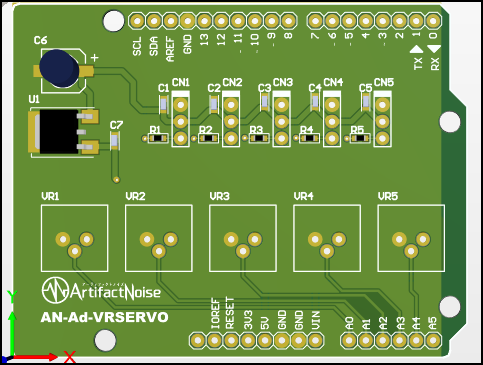 SCL
SDA
AREF
GND
13
12
~11
~10
~9
8
7
~6
~5
4
~3
2
1
0
TX
RX
C6
+
U1
C7
C1
CN1
C2
CN2
C3
CN3
C4
CN4
C5
CN5
R1
R2
R3
R4
R5
VR1
VR2
VR3
VR4
VR5
ArtifactNoise
AN-Ad-VRSERVO
IOREF
RESET
3V3
5V
GND
GND
VIN
A0
A1
A2
A3
A4
A5
Y
X